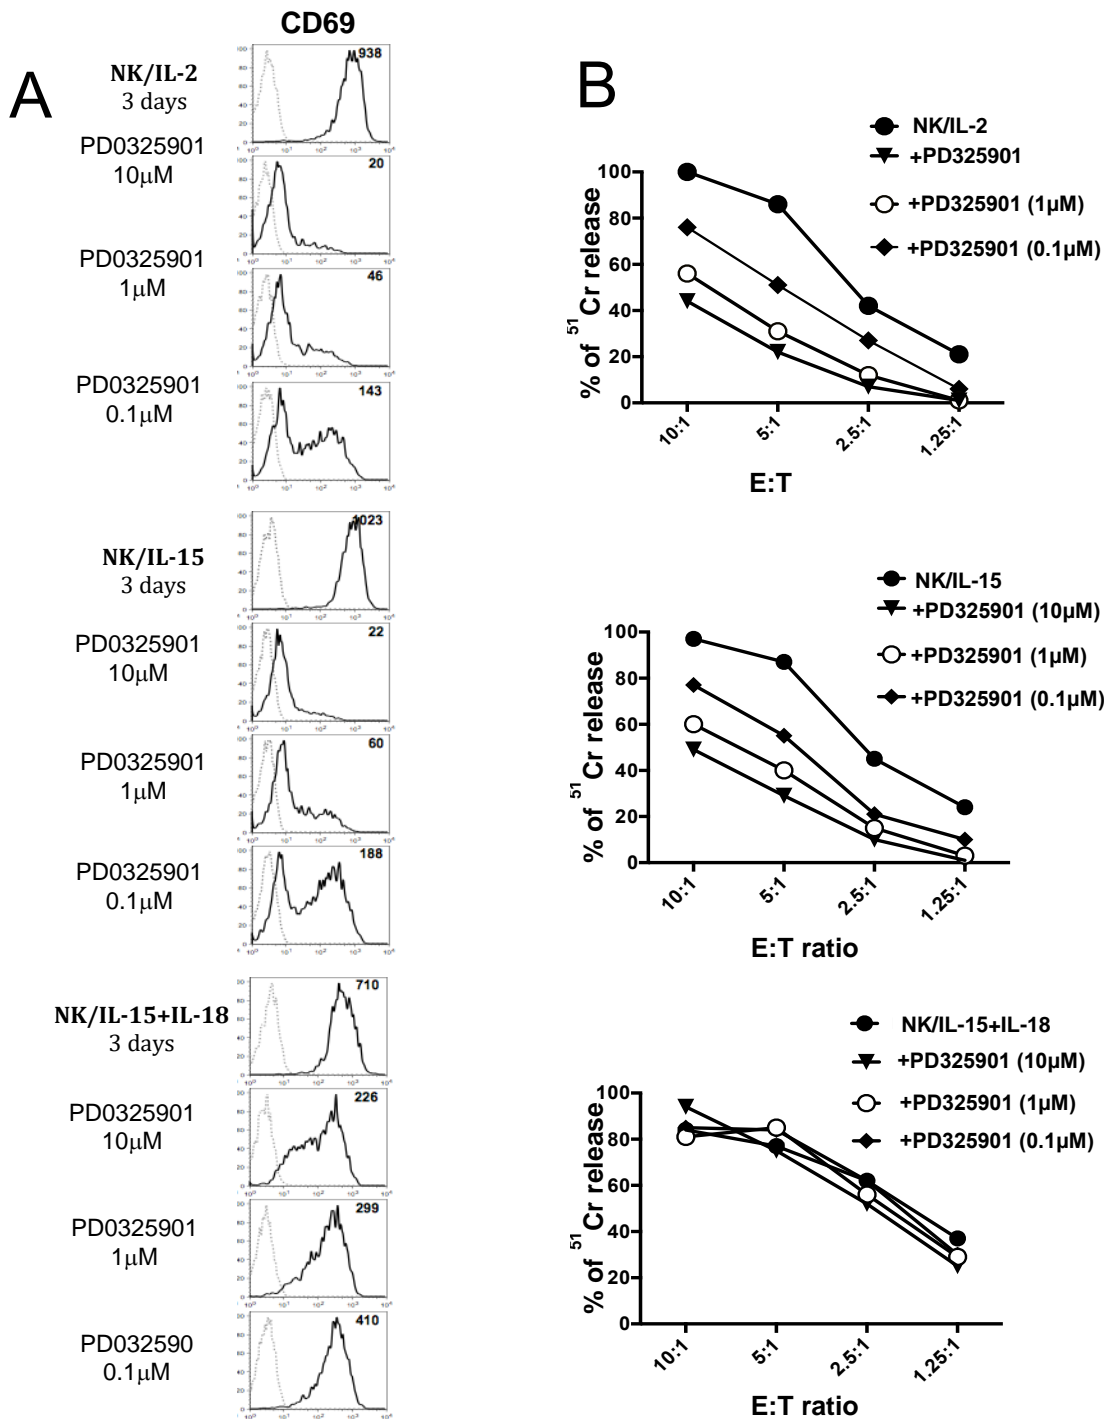 CD69
A
NK/IL-2
3 days
938
PD0325901
10µM
20
PD0325901
1µM
46
PD0325901
0.1µM
143
NK/IL-15
3 days
1023
PD0325901
10µM
22
PD0325901
1µM
60
PD0325901
0.1µM
188
NK/IL-15+IL-18
3 days
710
PD0325901
10µM
226
PD0325901
1µM
299
PD032590
0.1µM
410
B
NK/IL-2
+PD325901
+PD325901 (1µM)
+PD325901 (0.1µM)
% of 51 Cr release
100
80
60
40
20
0
10:1
5:1
2.5:1
1.25:1
E:T
NK/IL-15
+PD325901 (10µM)
+PD325901 (1µM)
+PD325901 (0.1µM)
% of 51 Cr release
100
80
60
40
20
0
10:1
5:1
2.5:1
1.25:1
E:T ratio
NK/IL-15+IL-18
+PD325901 (10µM)
+PD325901 (1µM)
+PD325901 (0.1µM)
% of 51 Cr release
100
80
60
40
20
0
10:1
5:1
2.5:1
1.25:1
E:T ratio